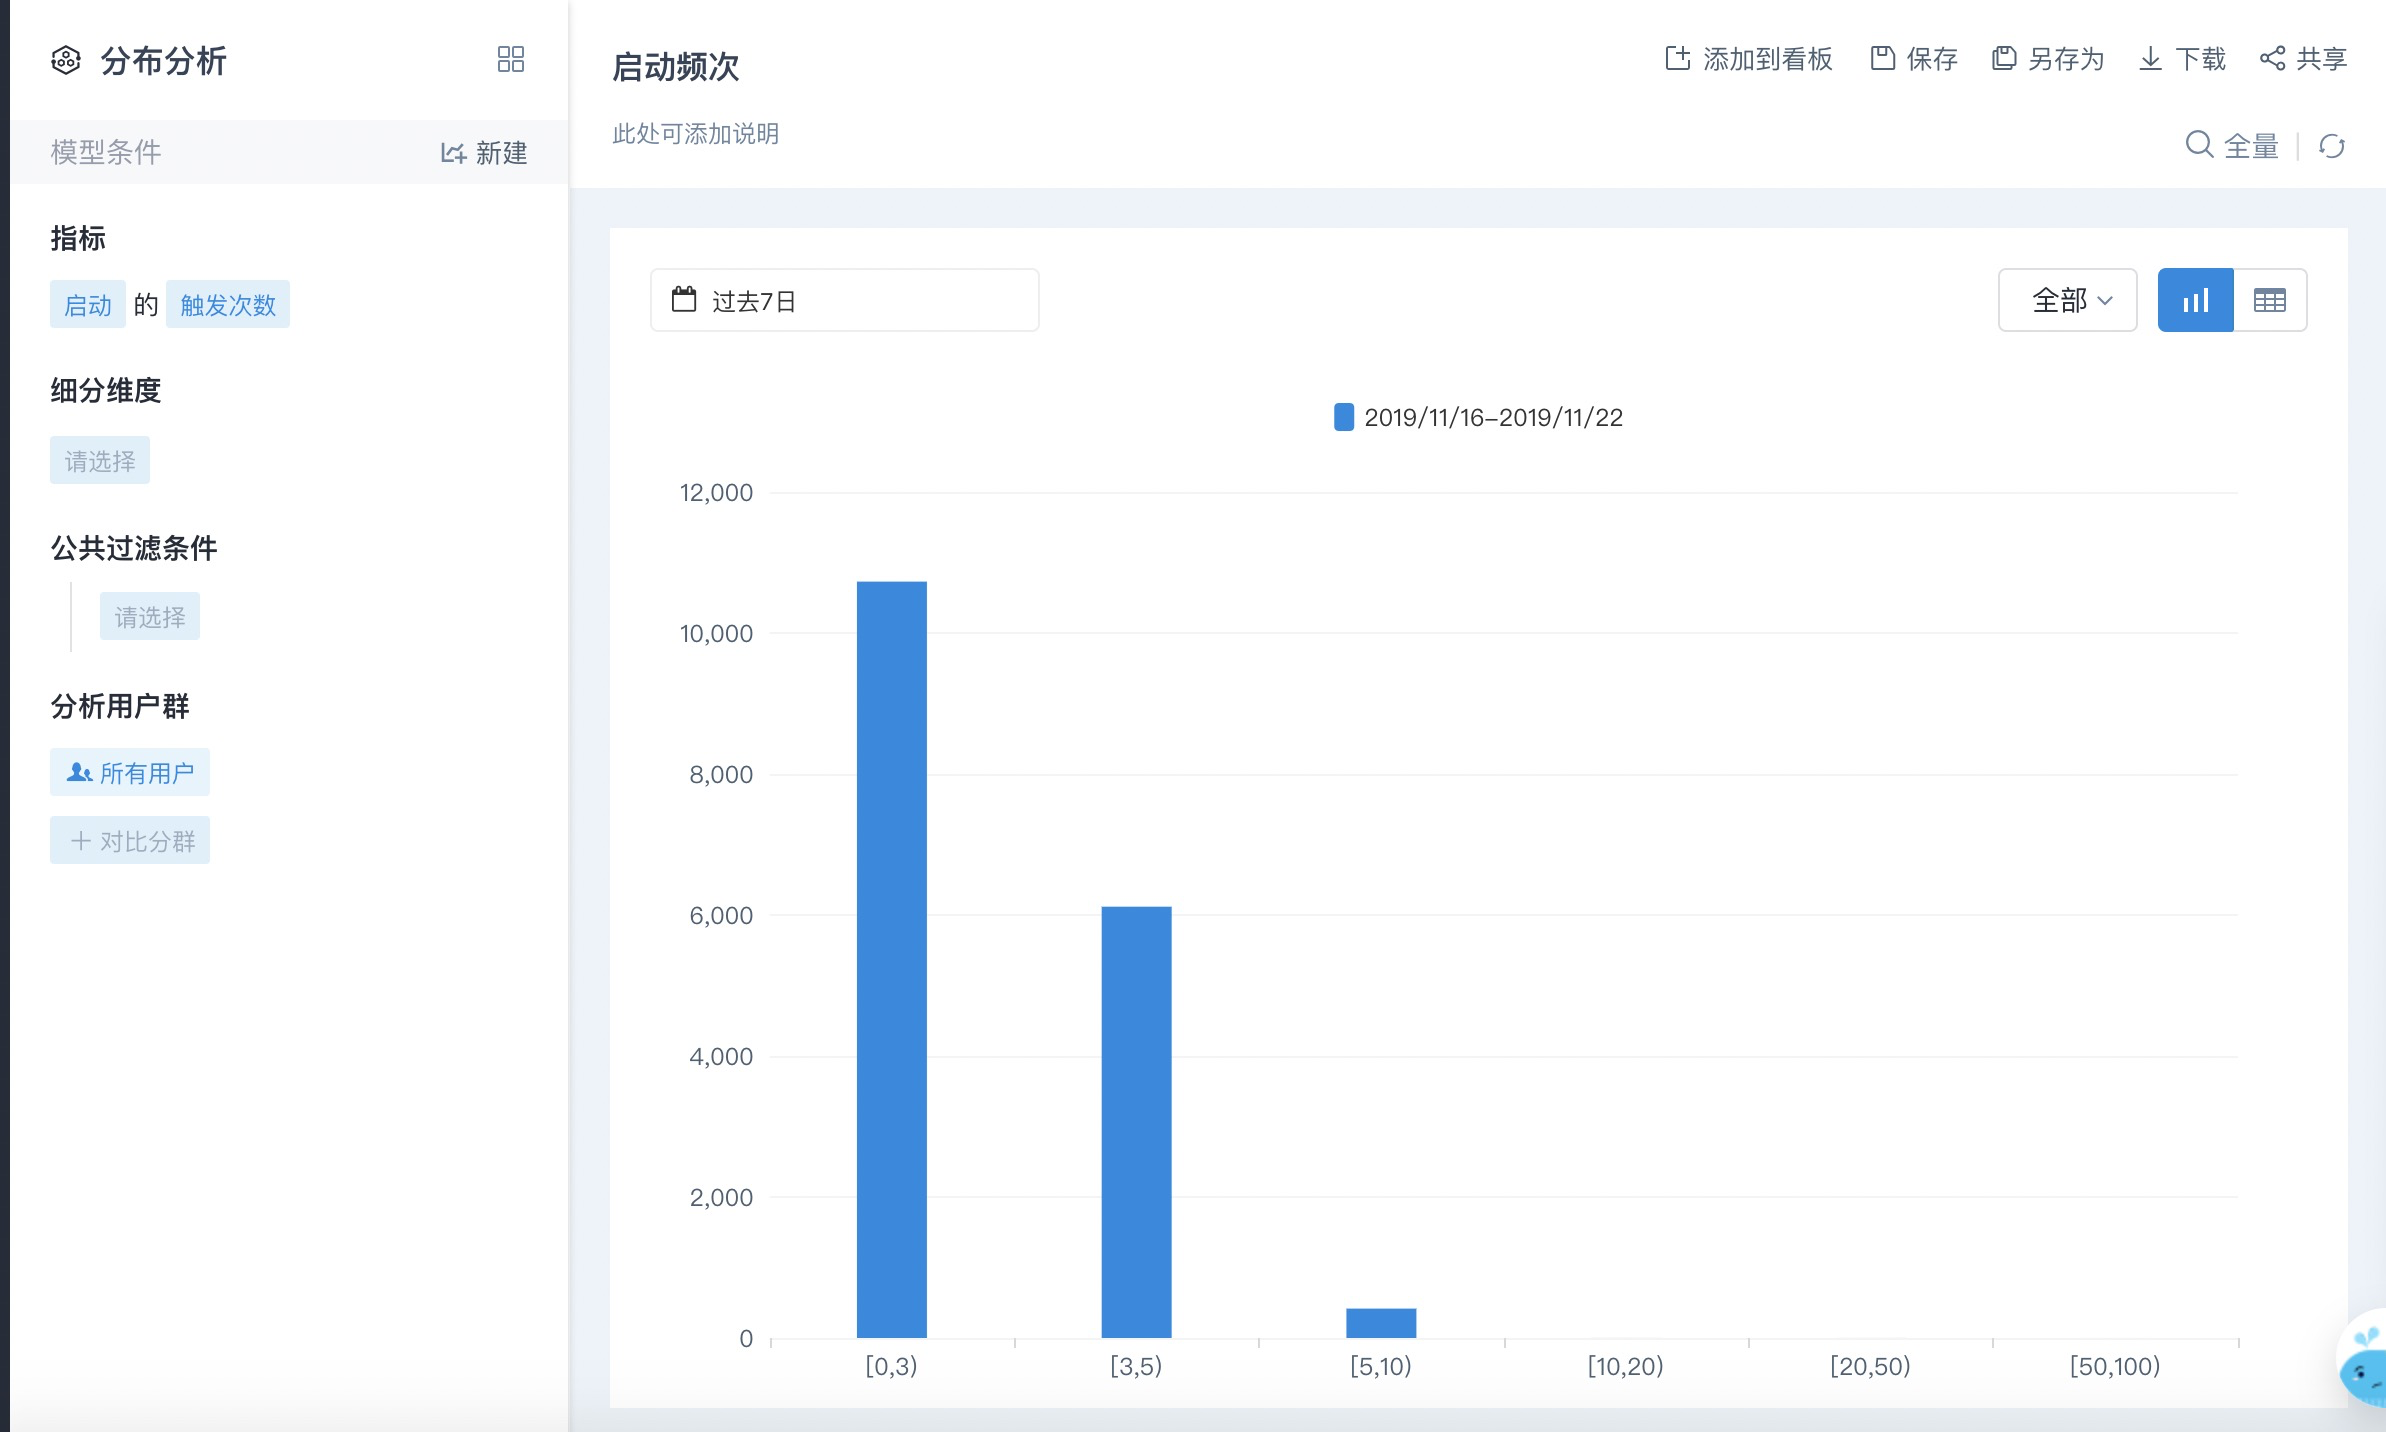 分布分析
模型条件 新建
指标
启动 的 触发次数
细分维度
请选择
公共过滤条件
请选择
分析用户群
所有用户
对比分群
启动频次
添加到看板 保存 另存为 下载 共享
此处可添加说明
全量
过去7日
全部
2019/11/16-2019/11/22
12,000
10,000
8,000
6,000
4,000
2,000
0
[0,3) [3,5) [5,10) [10,20) [20,50) [50,100)